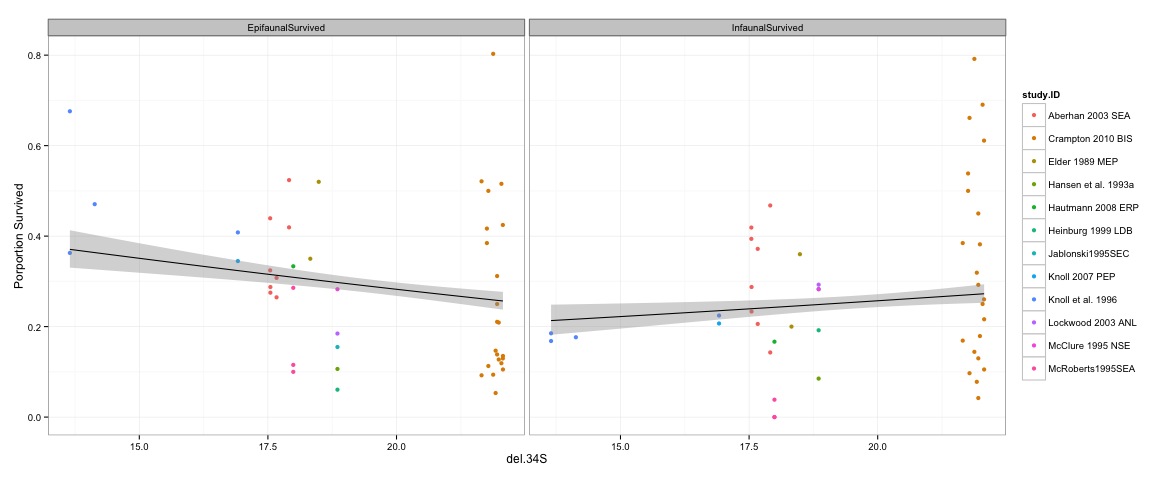 EpifaunalSurvived
InfaunalSurvived
Porportion Survived
0.8
0.6
0.4
0.2
0.0
15.0
17.5
20.0
15.0
17.5
20.0
del.34S
study.ID
Aberhan 2003 SEA
Crampton 2010 BIS
Elder 1989 MEP
Hansen et al. 1993a
Hautmann 2008 ERP
Heinburg 1999 LDB
Jablonski1995SEC
Knoll 2007 PEP
Knoll et al. 1996
Lockwood 2003 ANL
McClure 1995 NSE
McRoberts1995SEA